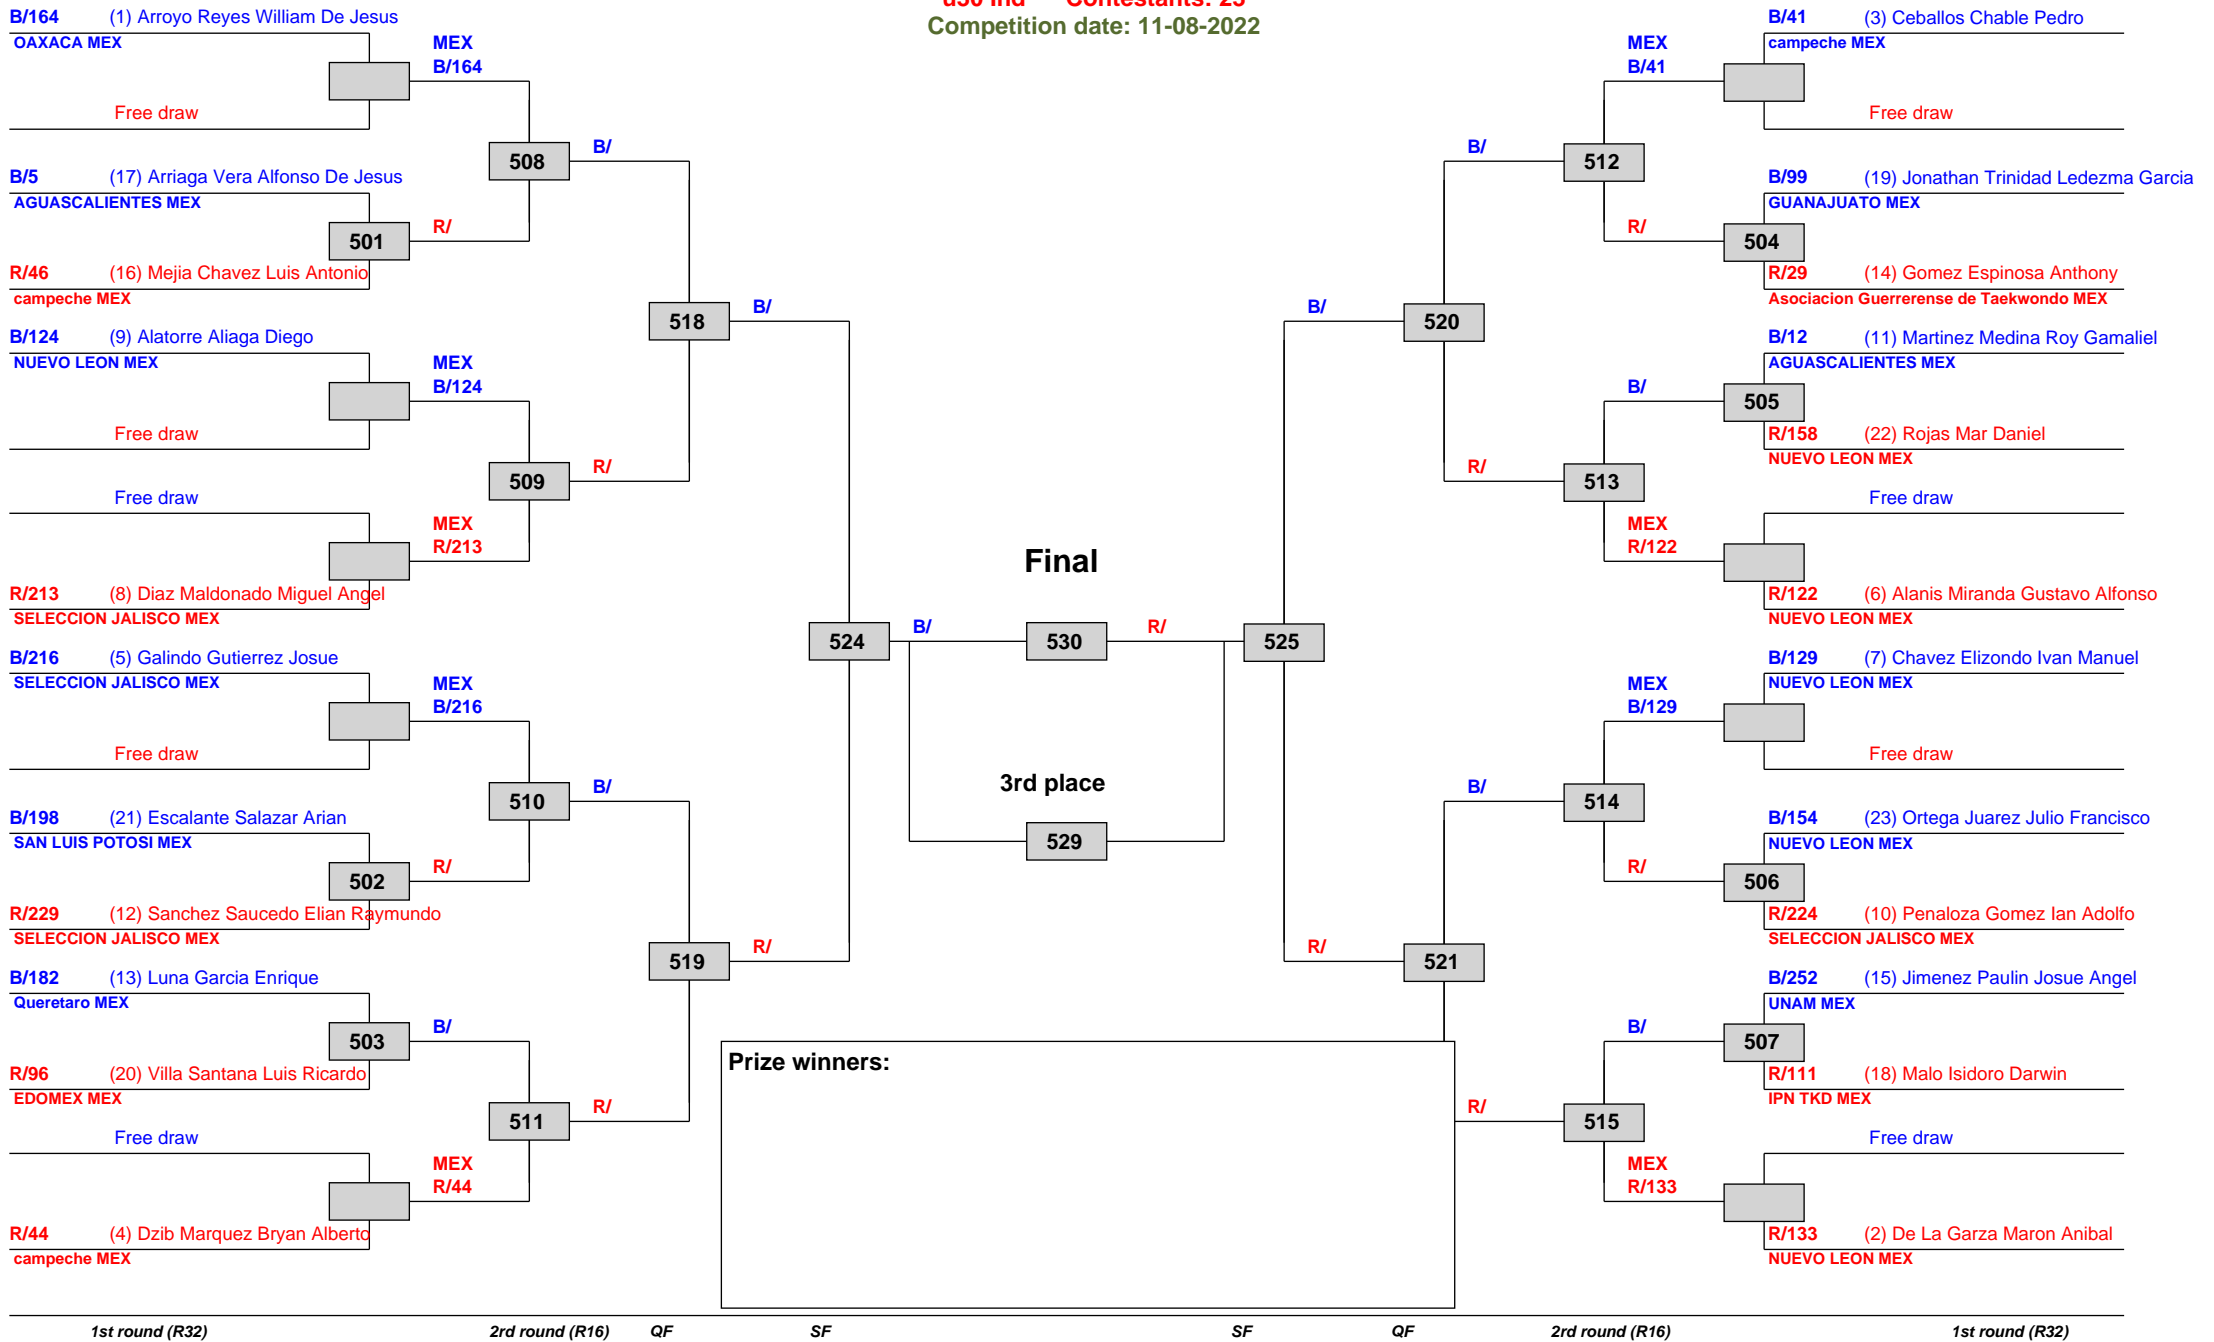 u30 ind Contestants: 23
Competition date: 11-08-2022
B/164 (1) Arroyo Reyes William De Jesus
OAXACA MEX
MEX
B/164
Free draw
508
B/
B/5 (17) Arriaga Vera Alfonso De Jesus
AGUASCALIENTES MEX
501
R/
R/46 (16) Mejia Chavez Luis Antonio
campeche MEX
518
B/
B/124 (9) Alatorre Aliaga Diego
NUEVO LEON MEX
MEX
B/124
Free draw
509
R/
Free draw
MEX
R/213
R/213 (8) Diaz Maldonado Miguel Angel
SELECCION JALISCO MEX
524
B/
B/216 (5) Galindo Gutierrez Josue
SELECCION JALISCO MEX
MEX
B/216
Free draw
510
B/
B/198 (21) Escalante Salazar Arian
SAN LUIS POTOSI MEX
502
R/
R/229 (12) Sanchez Saucedo Elian Raymundo
SELECCION JALISCO MEX
519
R/
B/182 (13) Luna Garcia Enrique
Queretaro MEX
503
B/
R/96 (20) Villa Santana Luis Ricardo
EDOMEX MEX
511
R/
Free draw
MEX
R/44
R/44 (4) Dzib Marquez Bryan Alberto
campeche MEX
Final
530
R/
3rd place
529
Prize winners:
B/41 (3) Ceballos Chable Pedro
campeche MEX
MEX
B/41
Free draw
B/
512
B/99 (19) Jonathan Trinidad Ledezma Garcia
GUANAJUATO MEX
R/
504
R/29 (14) Gomez Espinosa Anthony
Asociacion Guerrerense de Taekwondo MEX
B/
520
B/12 (11) Martinez Medina Roy Gamaliel
AGUASCALIENTES MEX
B/
505
R/158 (22) Rojas Mar Daniel
NUEVO LEON MEX
R/
513
Free draw
MEX
R/122
R/122 (6) Alanis Miranda Gustavo Alfonso
NUEVO LEON MEX
525
B/129 (7) Chavez Elizondo Ivan Manuel
NUEVO LEON MEX
MEX
B/129
Free draw
B/
514
B/154 (23) Ortega Juarez Julio Francisco
NUEVO LEON MEX
R/
506
R/224 (10) Penaloza Gomez Ian Adolfo
SELECCION JALISCO MEX
R/
521
B/252 (15) Jimenez Paulin Josue Angel
UNAM MEX
B/
507
R/111 (18) Malo Isidoro Darwin
IPN TKD MEX
R/
515
Free draw
MEX
R/133
R/133 (2) De La Garza Maron Anibal
NUEVO LEON MEX
1st round (R32) 2rd round (R16) QF SF SF QF 2rd round (R16) 1st round (R32)